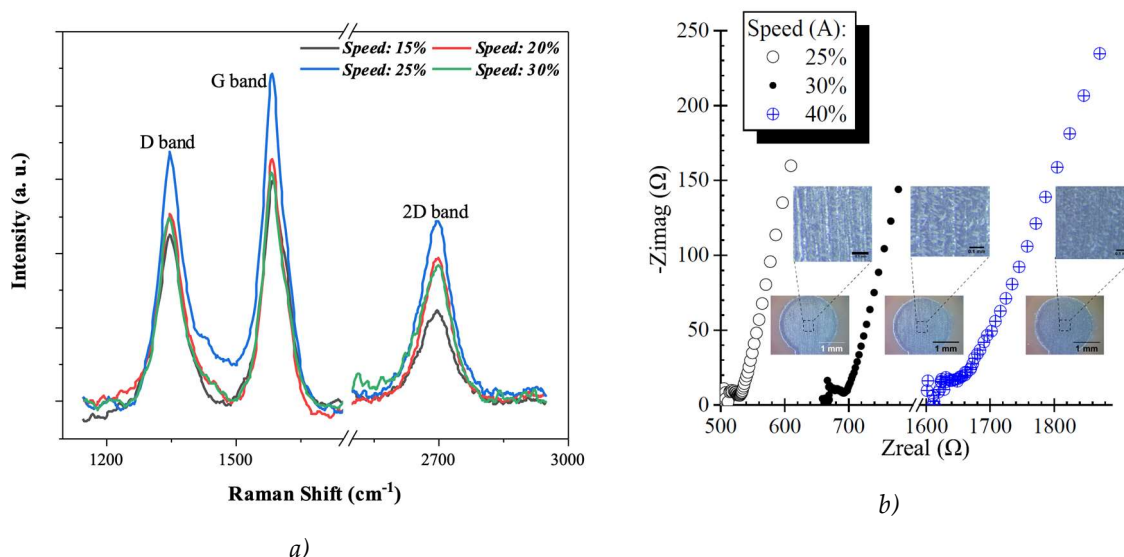 Speed: 15% Speed: 20%
Speed: 25% Speed: 30%
D band
G band
2D band
Intensity (a. u.)
1200 1500 2700 3000
Raman Shift (cm-1)
a)
Speed (A):
25%
30%
40%
250
200
150
100
50
0
-Zimag (Ω)
1 mm
1 mm
1 mm
500 600 700 1600 1700 1800
Zreal (Ω)
b)